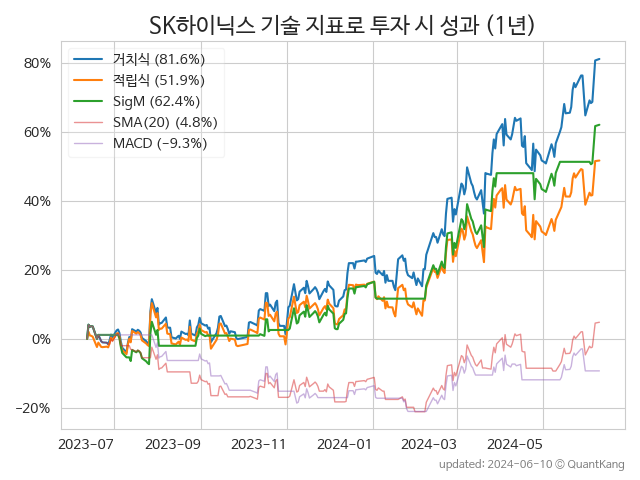 SK하이닉스 기술 지표로 투자 시 성과 (1년)
거치식 (81.6%)
적립식 (51.9%)
SigM (62.4%)
SMA(20) (4.8%)
MACD (−9.3%)
80%
60%
40%
20%
0%
−20%
2023-07 2023-09 2023-11 2024-01 2024-03 2024-05
updated: 2024-06-10 © QuantKang